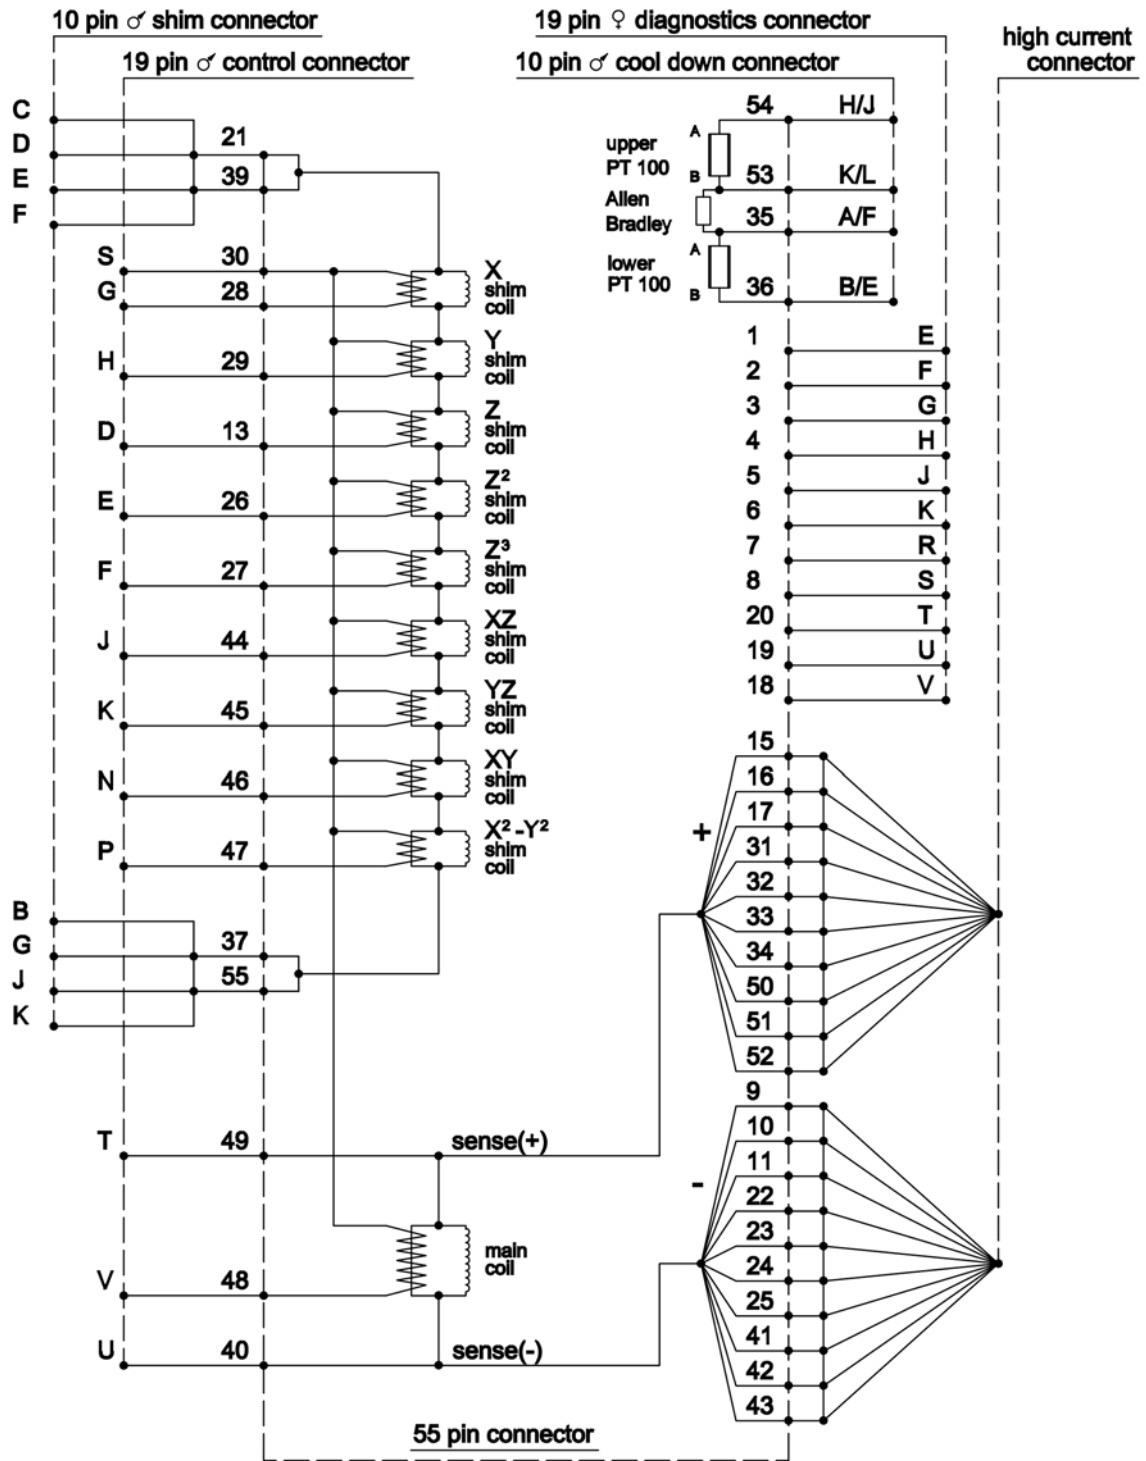 10 pin ♂ shim connector
19 pin ♂ control connector
19 pin ♀ diagnostics connector
10 pin ♂ cool down connector
high current
connector
C
D
E
F
21
39
S 30
G 28
X
shim
coil
H 29
Y
shim
coil
D 13
Z
shim
coil
E 26
Z²
shim
coil
F 27
Z³
shim
coil
J 44
XZ
shim
coil
K 45
YZ
shim
coil
N 46
XY
shim
coil
P 47
X²-Y²
shim
coil
B
G
J
K
37
55
T 49 sense(+)
V 48
main
coil
U 40 sense(-)
upper
PT 100
A
B
Allen
Bradley
lower
PT 100
A
B
54 H/J
53 K/L
35 A/F
36 B/E
1 E
2 F
3 G
4 H
5 J
6 K
7 R
8 S
20 T
19 U
18 V
+
15
16
17
31
32
33
34
50
51
52
-
9
10
11
22
23
24
25
41
42
43
55 pin connector